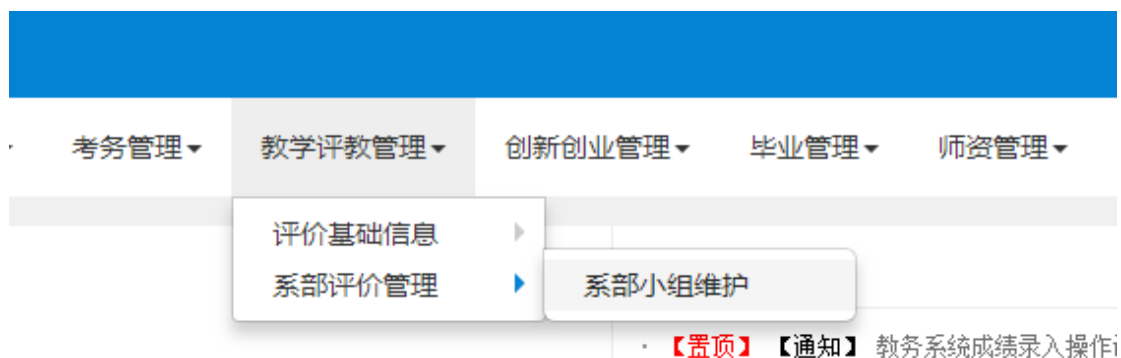 考务管理 教学评教管理 创新创业管理 毕业管理 师资管理
评价基础信息
系部评价管理 系部小组维护
· 【置顶】 【通知】 教务系统成绩录入操作